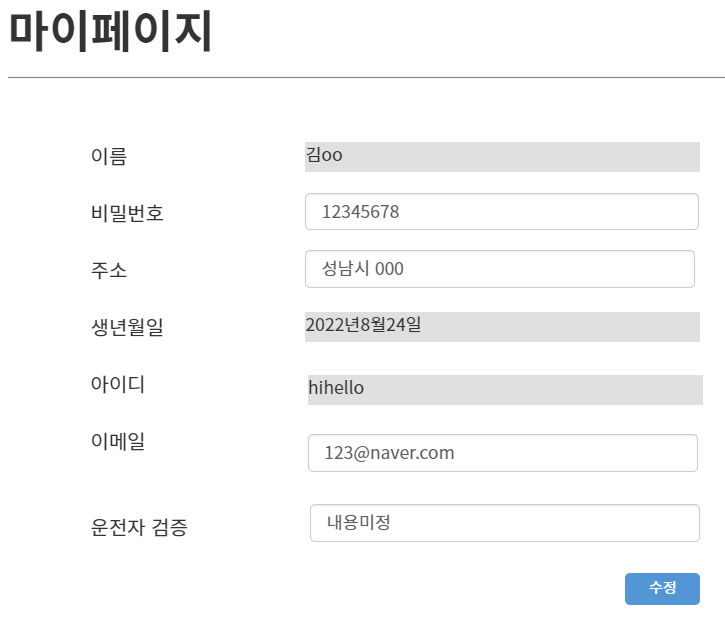 마이페이지
이름 김oo
비밀번호 12345678
주소 성남시 000
생년월일 2022년8월24일
아이디 hihello
이메일 123@naver.com
운전자 검증 내용미정
수정